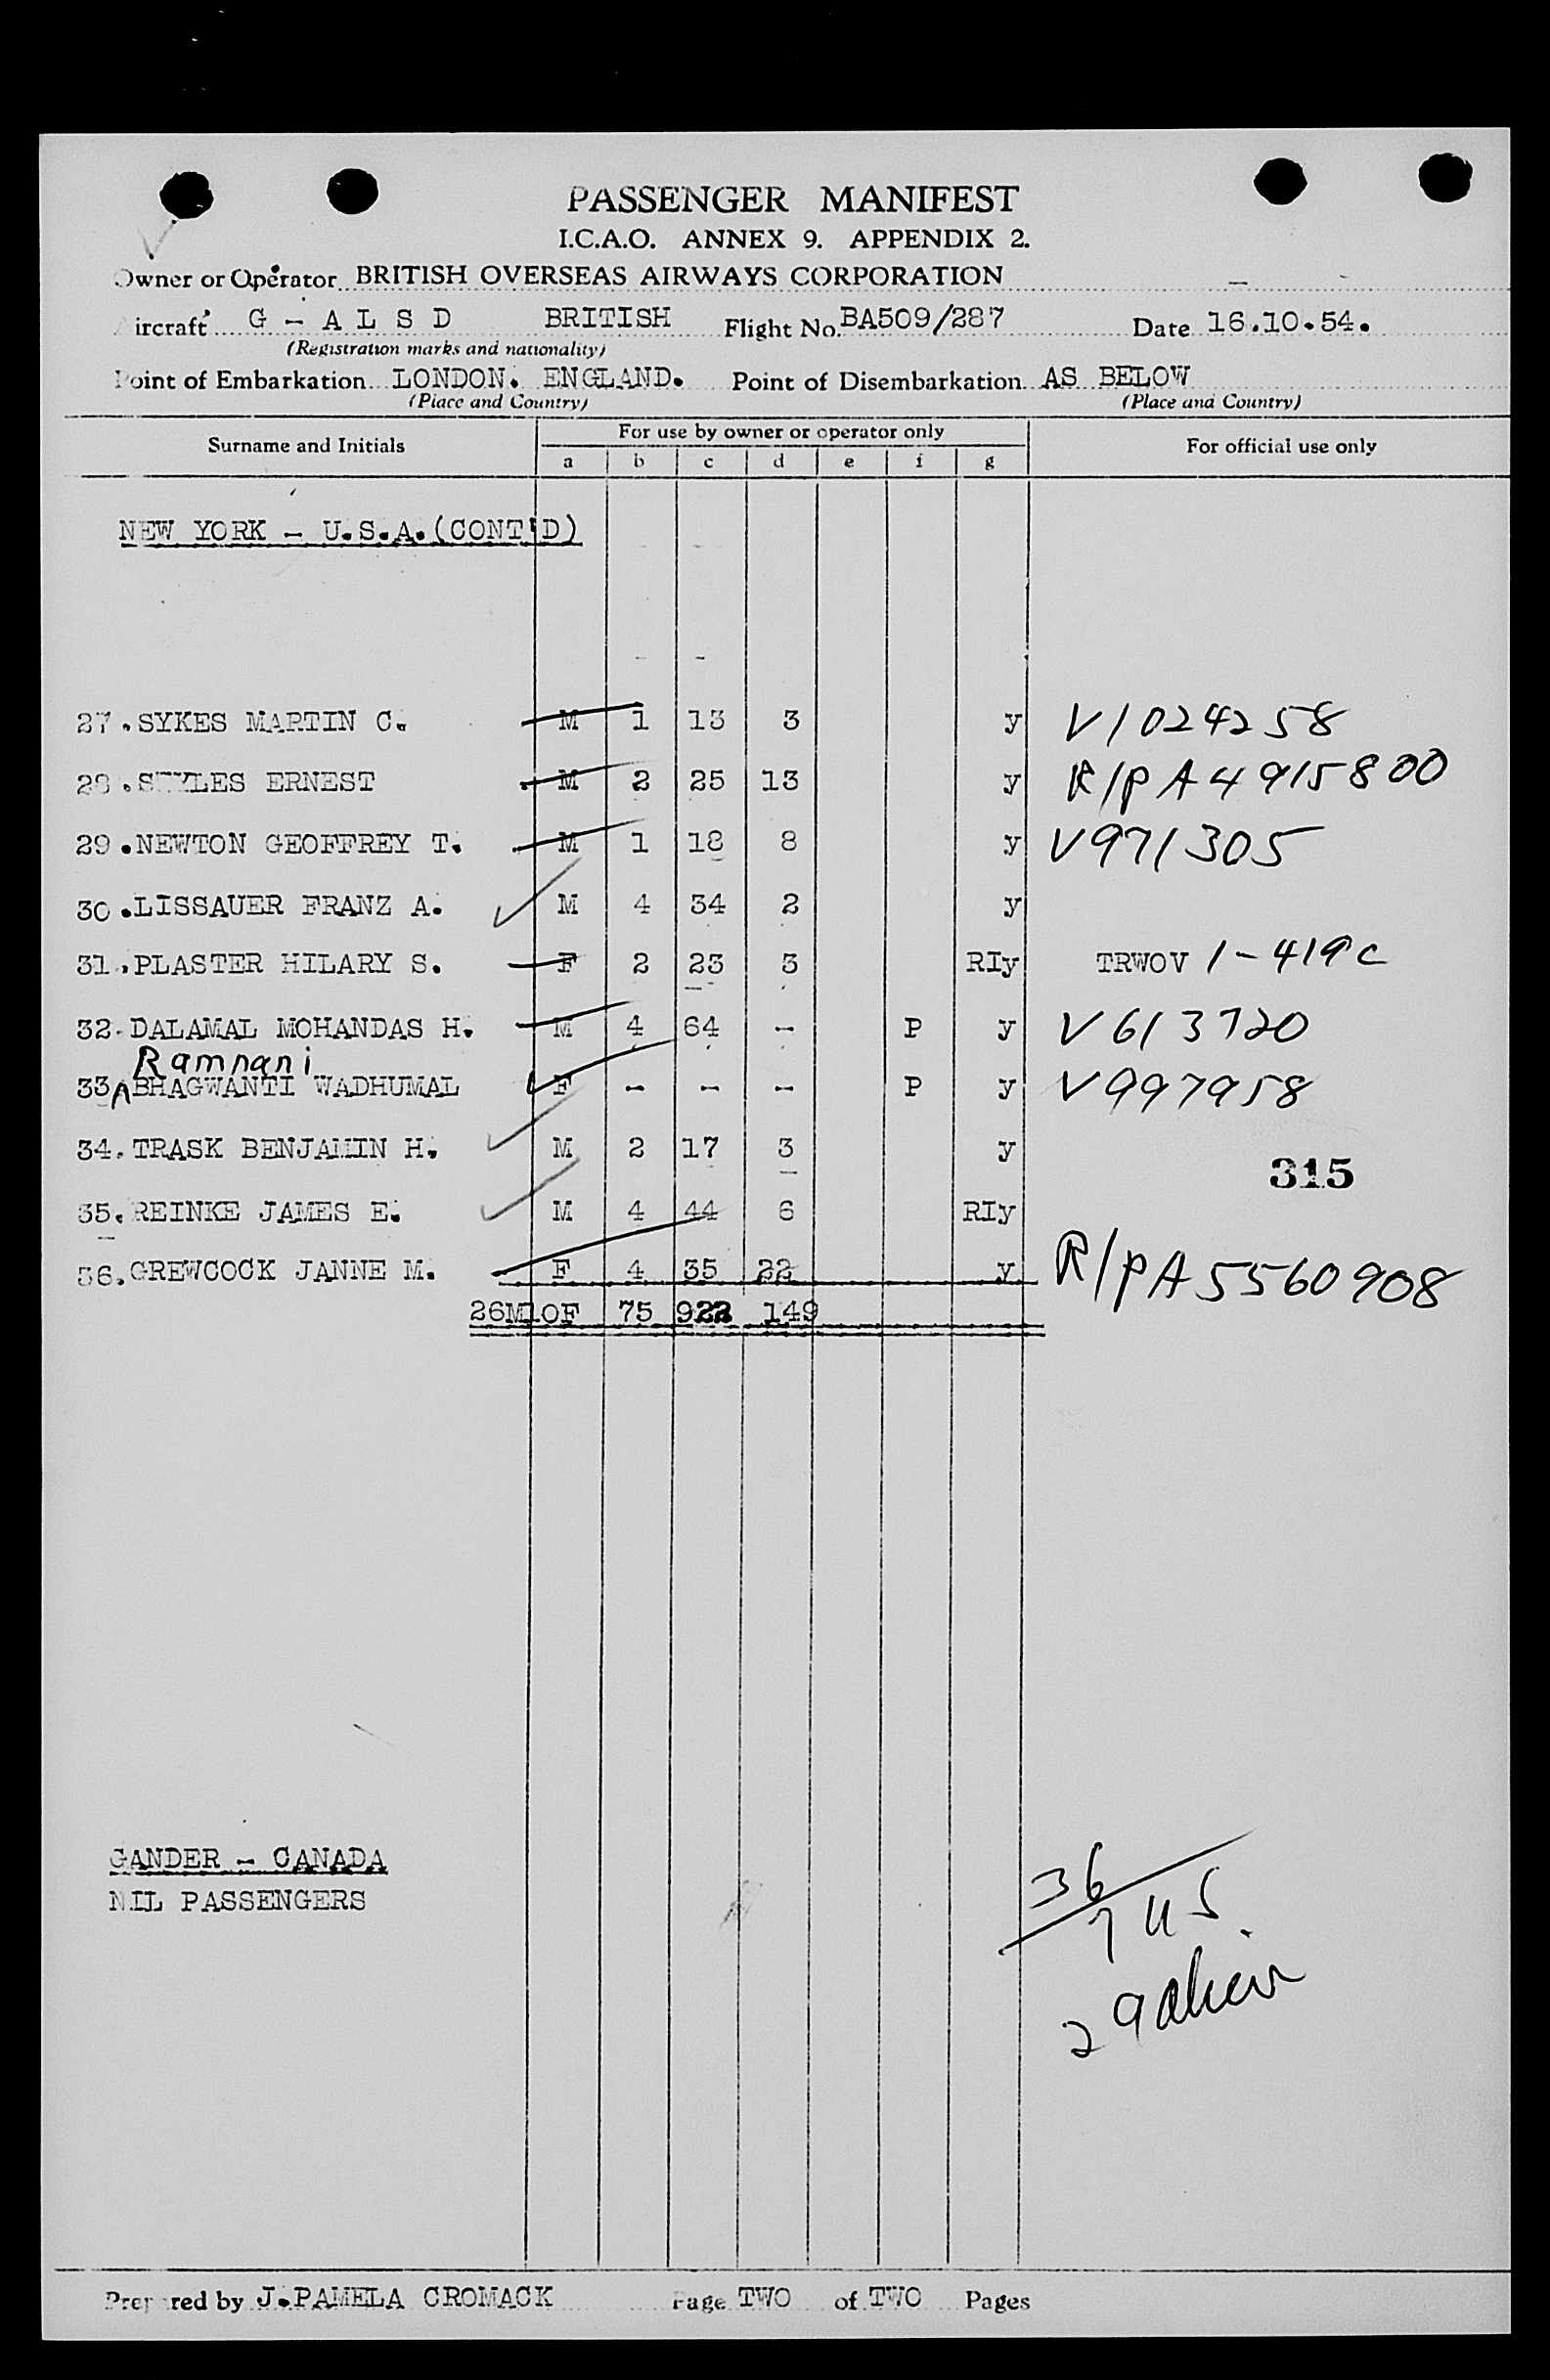 PASSENGER MANIFEST
I.C.A.O. ANNEX 9. APPENDIX 2.
Owner or Operator BRITISH OVERSEAS AIRWAYS CORPORATION
Aircraft G - A L S D BRITISH Flight No. BA509/287 Date 16.10.54.
(Registration marks and nationality)
Point of Embarkation LONDON. ENGLAND. Point of Disembarkation AS BELOW
(Place and Country) (Place and Country)
Surname and Initials For use by owner or operator only For official use only
a b c d e f g
NEW YORK - U.S.A.(CONT'D)
27. SYKES MARTIN C. M 1 13 3 y V1024258
28. ERNEST M 2 25 13 y R/P A4915800
29. NEWTON GEOFFREY T. M 1 18 8 y V971305
30. LISSAUER FRANZ A. M 4 34 2 y
31. PLASTER HILARY S. F 2 23 3 RIy TRWOV 1-419c
32. DALAMAL MOHANDAS H. M 4 64 - P y V613720
Ramnani
33 BHAGWANTI WADHUMAL F - - - P y V997958
34. TRASK BENJAMIN H. M 2 17 3 y
315
35. REINKE JAMES E. M 4 44 6 RIy
36. GREWCOCK JANNE M. F 4 35 22 y R/P A5560908
26M10F 75 922 149
GANDER - CANADA
NIL PASSENGERS
36
7 US
29 alien
Prepared by J. PAMELA CROMACK Page TWO of TWO Pages